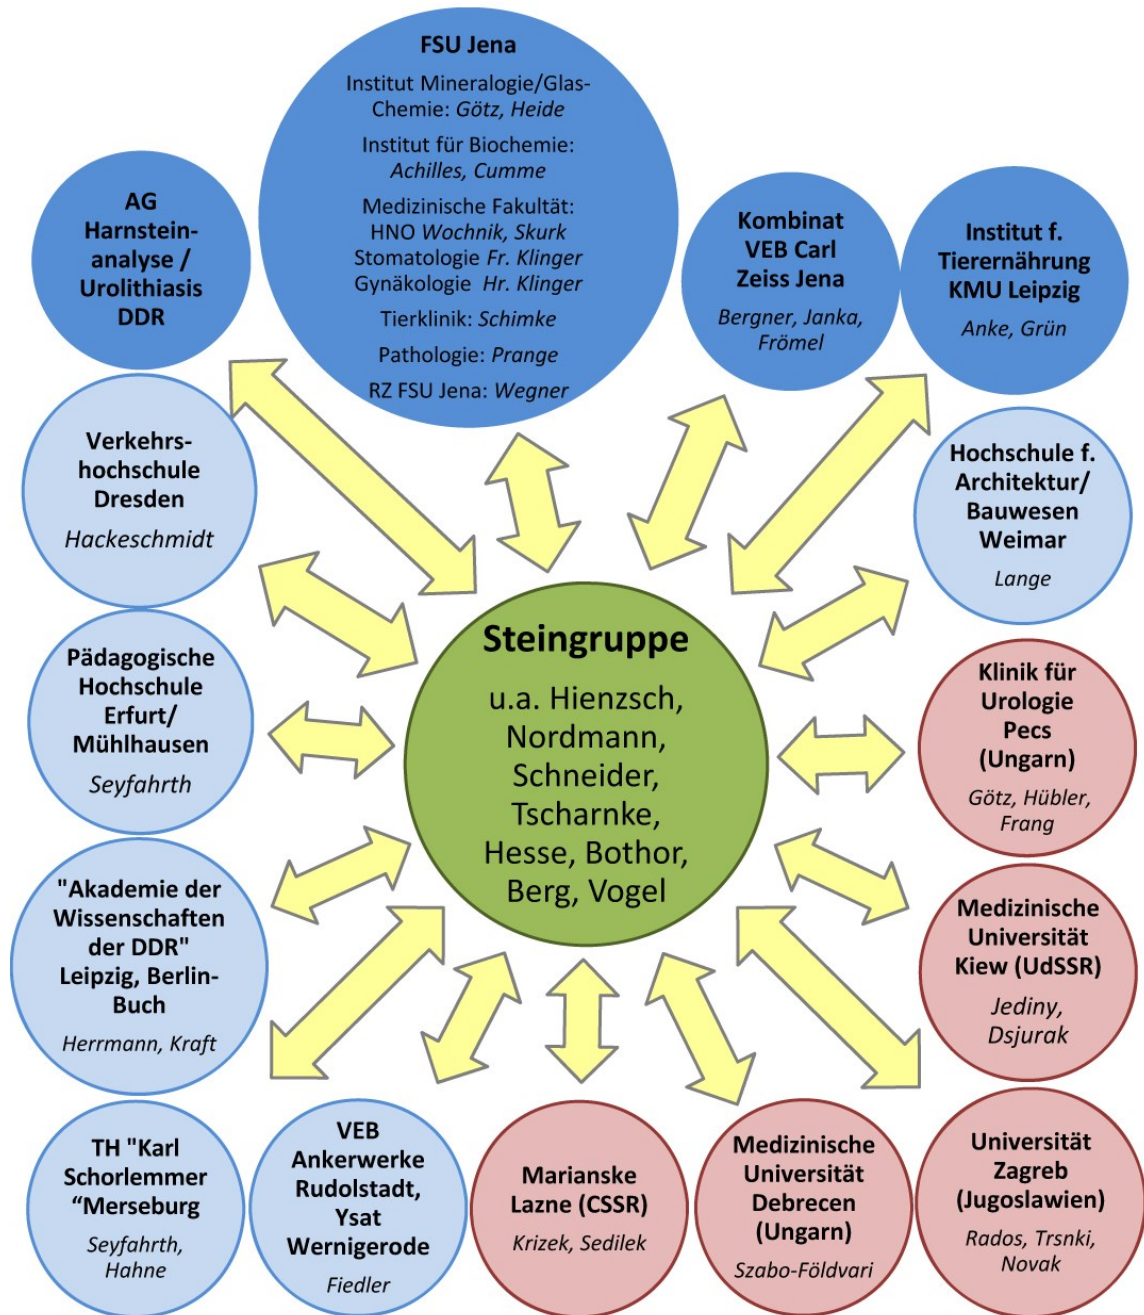 FSU Jena
Institut Mineralogie/Glas-
Chemie: Götz, Heide
Institut für Biochemie:
Achilles, Cumme
Medizinische Fakultät:
HNO Wochnik, Skurk
Stomatologie Fr. Klinger
Gynäkologie Hr. Klinger
Tierklinik: Schimke
Pathologie: Prange
RZ FSU Jena: Wegner
AG
Harnstein-
analyse /
Urolithiasis
DDR
Kombinat
VEB Carl
Zeiss Jena
Bergner, Janka,
Frömel
Institut f.
Tierernährung
KMU Leipzig
Anke, Grün
Verkehrs-
hochschule
Dresden
Hackeschmidt
Hochschule f.
Architektur/
Bauwesen
Weimar
Lange
Steingruppe
u.a. Hienzsch,
Nordmann,
Schneider,
Tscharnke,
Hesse, Bothor,
Berg, Vogel
Pädagogische
Hochschule
Erfurt/
Mühlhausen
Seyfahrth
Klinik für
Urologie
Pecs
(Ungarn)
Götz, Hübler,
Frang
"Akademie der
Wissenschaften
der DDR"
Leipzig, Berlin-
Buch
Herrmann, Kraft
Medizinische
Universität
Kiew (UdSSR)
Jediny,
Dsjurak
TH "Karl
Schorlemmer
“Merseburg
Seyfahrth,
Hahne
VEB
Ankerwerke
Rudolstadt,
Ysat
Wernigerode
Fiedler
Marianske
Lazne (CSSR)
Krizek, Sedilek
Medizinische
Universität
Debrecen
(Ungarn)
Szabo-Földvari
Universität
Zagreb
(Jugoslawien)
Rados, Trsnki,
Novak